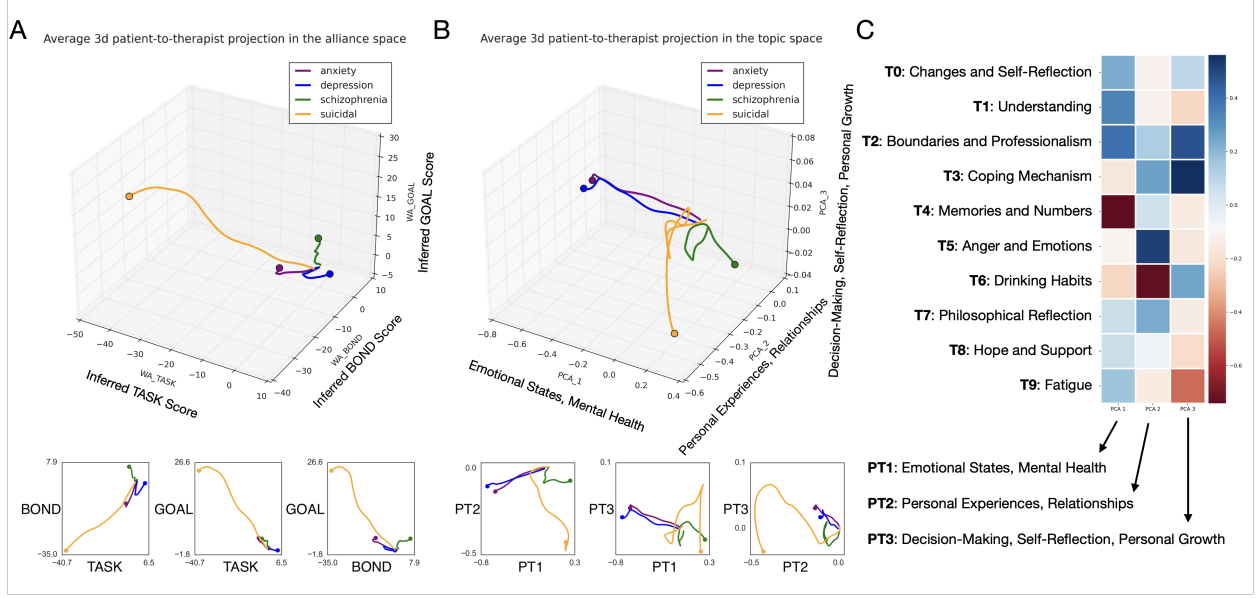 A
Average 3d patient-to-therapist projection in the alliance space
anxiety
depression
schizophrenia
suicidal
30
25
20
15
10
5
0
−5
WA_GOAL
Inferred GOAL Score
10
0
−10
−20
−30
−40
WA_BOND
Inferred BOND Score
−50
−40
−30
−20
−10
0
10
WA_TASK
Inferred TASK Score
7.9
BOND
−35.0
−40.7
TASK
6.5
26.6
GOAL
−1.8
−40.7
TASK
6.5
26.6
GOAL
−1.8
−35.0
BOND
7.9
B
Average 3d patient-to-therapist projection in the topic space
anxiety
depression
schizophrenia
suicidal
0.08
0.06
0.04
0.02
0.00
−0.02
−0.04
PCA_3
Decision-Making, Self-Reflection, Personal Growth
0.1
0.0
−0.1
−0.2
−0.3
−0.4
−0.5
−0.6
PCA_2
Personal Experiences, Relationships
−0.8
−0.6
−0.4
−0.2
0.0
0.2
0.4
PCA_1
Emotional States, Mental Health
0.0
PT2
−0.5
−0.8
PT1
0.3
0.1
PT3
−0.8
PT1
0.3
0.1
PT3
0.0
−0.5
PT2
0.0
C
T0: Changes and Self-Reflection
T1: Understanding
T2: Boundaries and Professionalism
T3: Coping Mechanism
T4: Memories and Numbers
T5: Anger and Emotions
T6: Drinking Habits
T7: Philosophical Reflection
T8: Hope and Support
T9: Fatigue
PCA 1
PCA 2
PCA 3
0.4
0.2
0.0
−0.2
−0.4
−0.6
PT1: Emotional States, Mental Health
PT2: Personal Experiences, Relationships
PT3: Decision-Making, Self-Reflection, Personal Growth